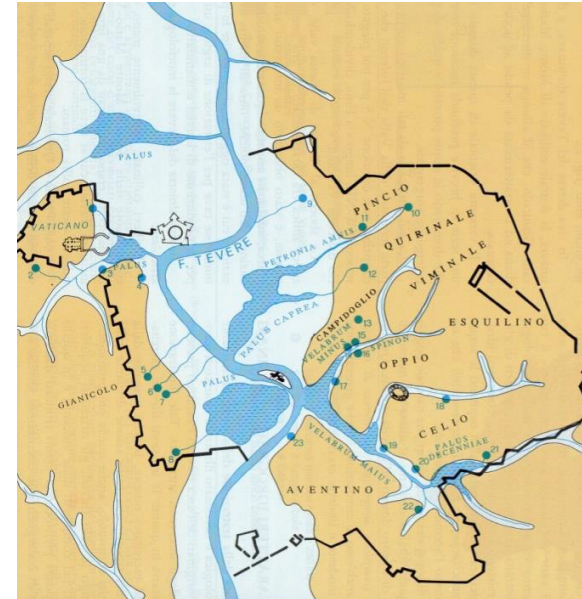 PALUS
1
VATICANO
2
PALUS
3
4
F. TEVERE
9
PINCIO
10
11
PETRONIA AMNIS
QUIRINALE
12
VIMINALE
PALUS CAPREA
CAMPIDOGLIO
VELABRUM
MINUS
13
15
16
SPINON
ESQUILINO
OPPIO
GIANICOLO
5
6
7
PALUS
17
18
CELIO
8
23
VELABRUM MAIUS
19
20
PALUS
DECENNIAE
21
AVENTINO
22